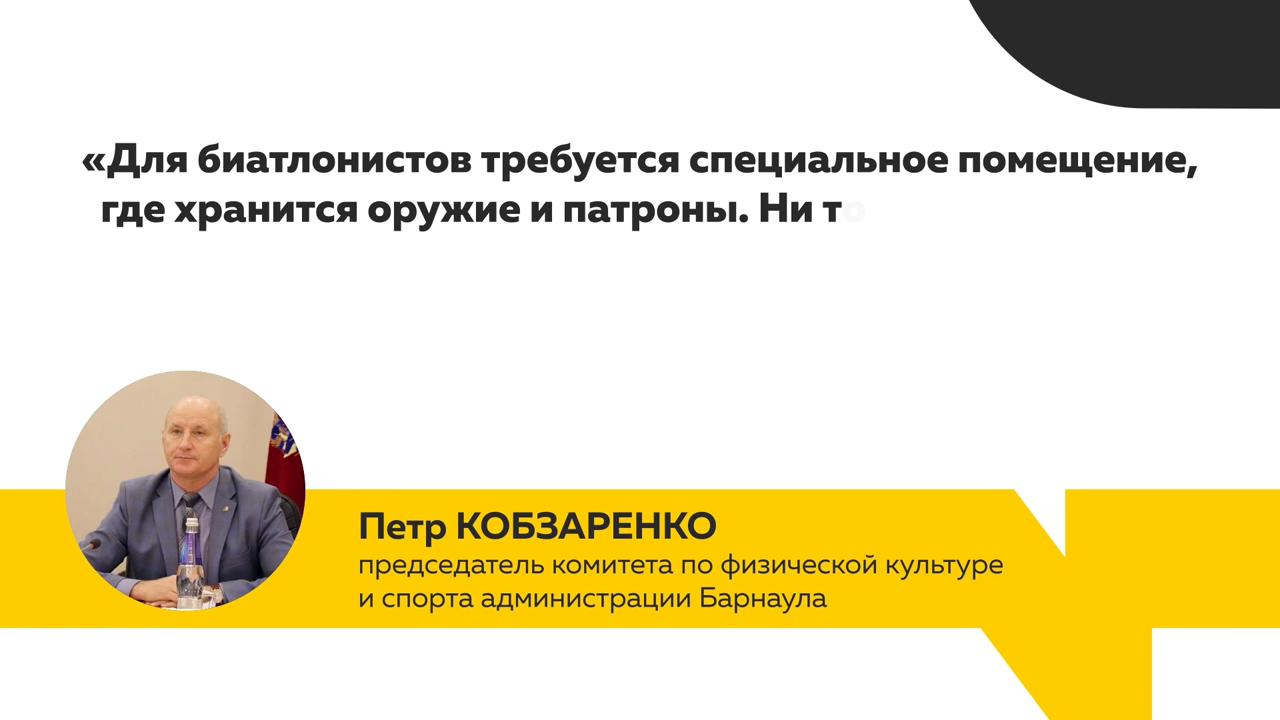 «Для биатлонистов требуется специальное помещение,
где хранится оружие и патроны. Ни то
Петр КОБЗАРЕНКО
председатель комитета по физической культуре
и спорта администрации Барнаула